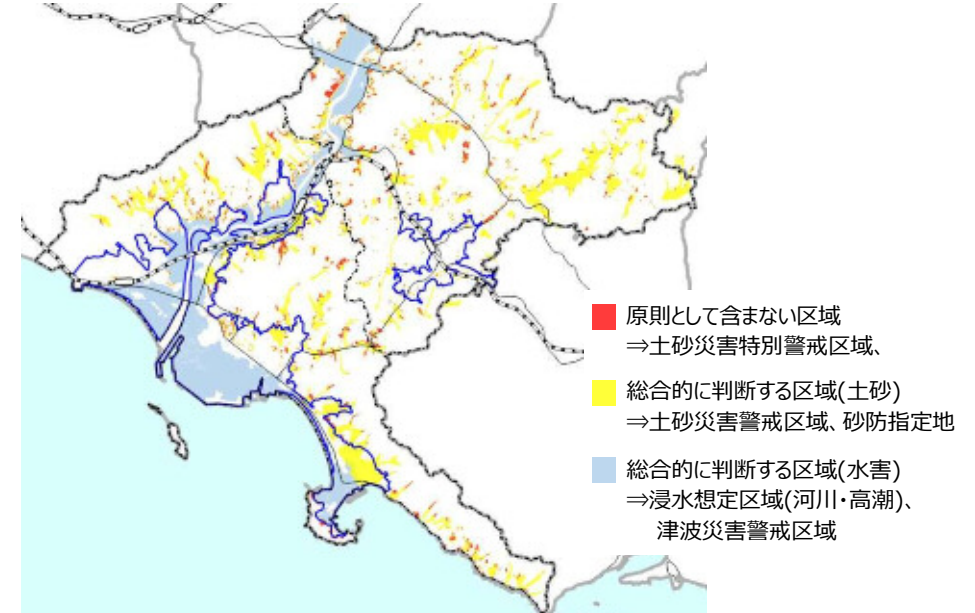 原則として含まない区域
⇒土砂災害特別警戒区域、
総合的に判断する区域(土砂)
⇒土砂災害警戒区域、砂防指定地
総合的に判断する区域(水害)
⇒浸水想定区域(河川・高潮)、
津波災害警戒区域